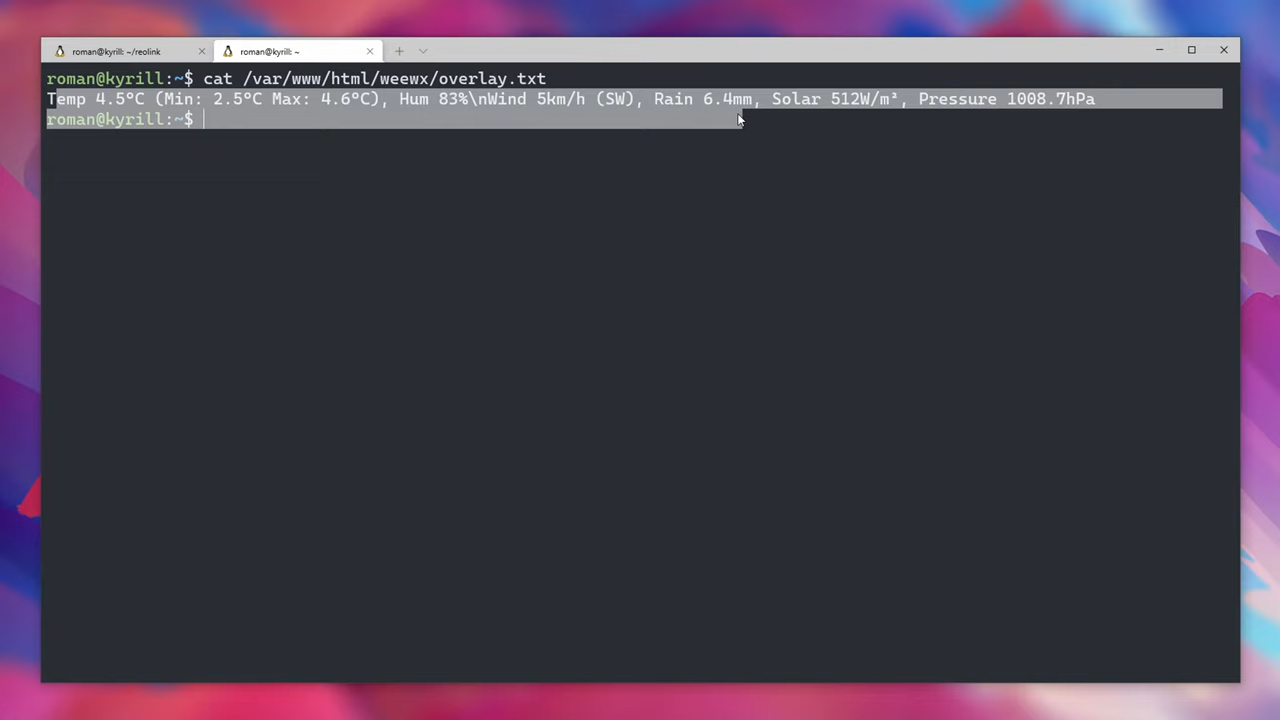 roman@kyrill: ~/reolink
roman@kyrill: ~
roman@kyrill:~$ cat /var/www/html/weewx/overlay.txt
Temp 4.5°C (Min: 2.5°C Max: 4.6°C), Hum 83%\nWind 5km/h (SW), Rain 6.4mm, Solar 512W/m², Pressure 1008.7hPa
roman@kyrill:~$